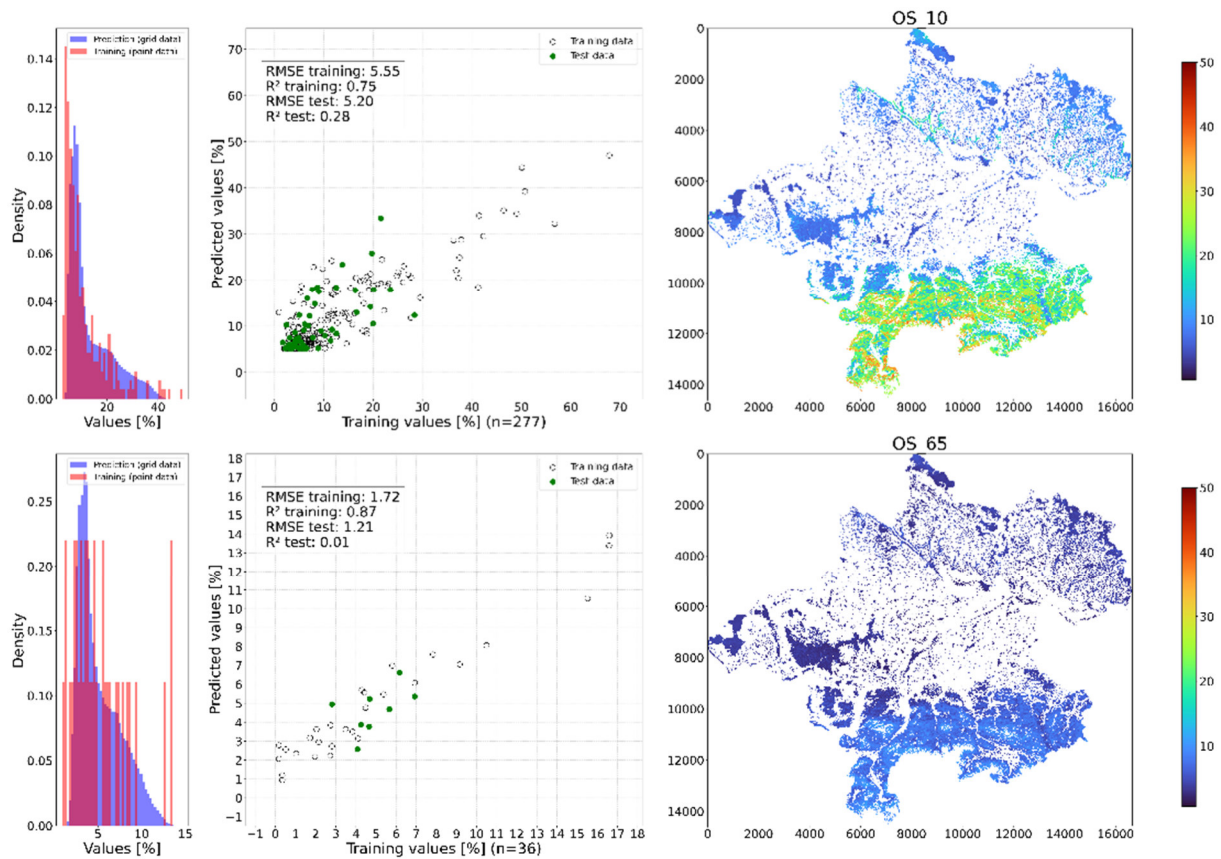 Prediction (grid data)
Training (point data)
0.14
0.12
0.10
0.08
0.06
0.04
0.02
0.00
Density
20
40
Values [%]
Training data
Test data
RMSE training: 5.55
R² training: 0.75
RMSE test: 5.20
R² test: 0.28
70
60
50
40
30
20
10
0
Predicted values [%]
0 10 20 30 40 50 60 70
Training values [%] (n=277)
OS_10
0
2000
4000
6000
8000
10000
12000
14000
0 2000 4000 6000 8000 10000 12000 14000 16000
50
40
30
20
10
Prediction (grid data)
Training (point data)
0.25
0.20
0.15
0.10
0.05
0.00
Density
5
10
15
Values [%]
Training data
Test data
RMSE training: 1.72
R² training: 0.87
RMSE test: 1.21
R² test: 0.01
18
17
16
15
14
13
12
11
10
9
8
7
6
5
4
3
2
1
0
−1
Predicted values [%]
−1 0 1 2 3 4 5 6 7 8 9 10 11 12 13 14 15 16 17 18
Training values [%] (n=36)
OS_65
0
2000
4000
6000
8000
10000
12000
14000
0 2000 4000 6000 8000 10000 12000 14000 16000
50
40
30
20
10